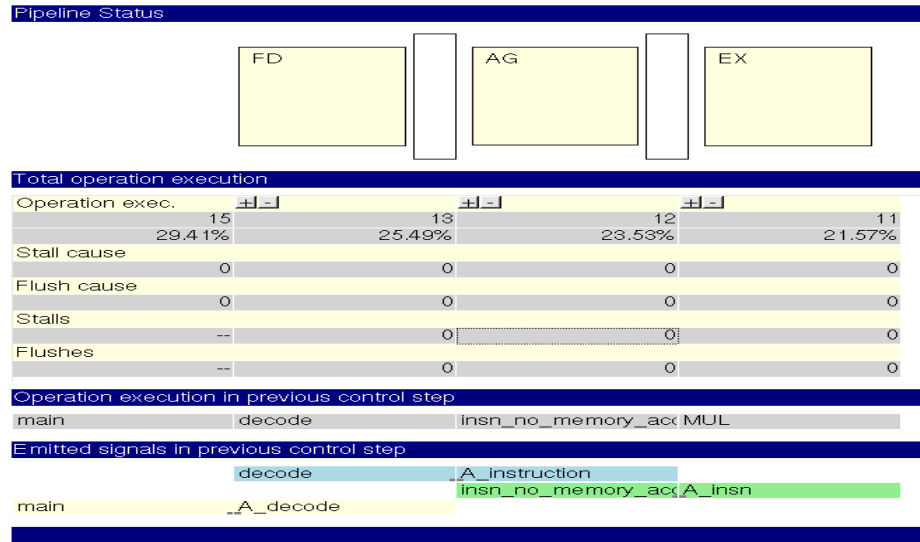 Pipeline Status
FD AG EX
Total operation execution
Operation exec. + - + - + -
15 13 12 11
29.41% 25.49% 23.53% 21.57%
Stall cause
0 0 0 0
Flush cause
0 0 0 0
Stalls
-- 0 0 0
Flushes
-- 0 0 0
Operation execution in previous control step
main decode insn_no_memory_acc MUL
Emitted signals in previous control step
decode A_instruction
insn_no_memory_acc A_insn
main A_decode